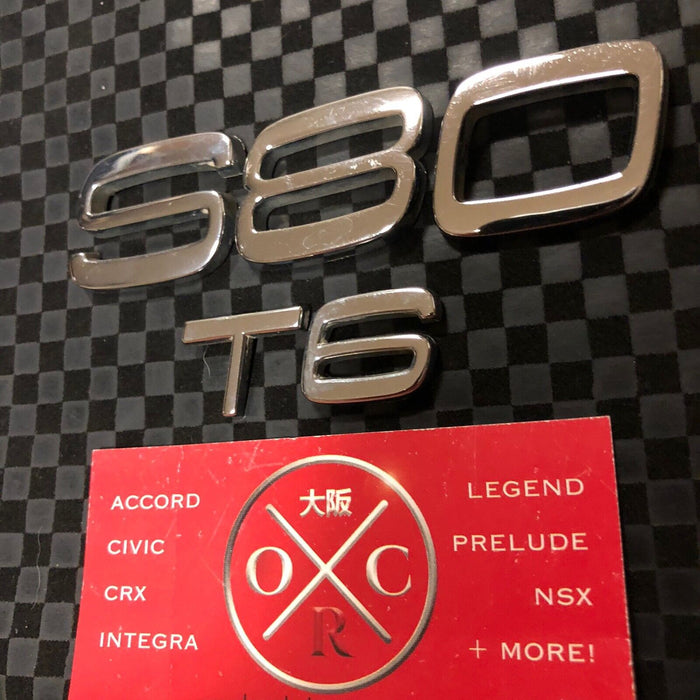 S80
T6
ACCORD
CIVIC
CRX
INTEGRA
大阪
O C
R
LEGEND
PRELUDE
NSX
+ MORE!